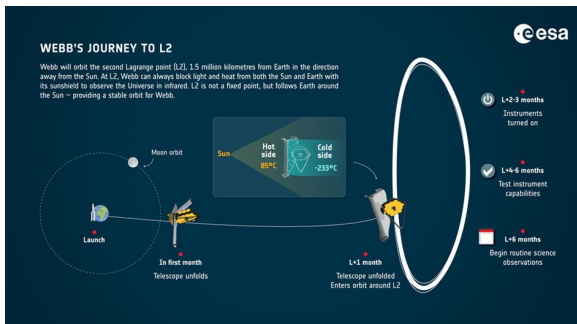 esa
WEBB'S JOURNEY TO L2
Webb will orbit the second Lagrange point (L2), 1.5 million kilometres from Earth in the direction
away from the Sun. At L2, Webb can always block light and heat from both the Sun and Earth with
its sunshield to observe the Universe in infrared. L2 is not a fixed point, but follows Earth around
the Sun – providing a stable orbit for Webb.
Moon orbit
Sun
Hot
side
85°C
Cold
side
-233°C
Launch
In first month
Telescope unfolds
L+1 month
Telescope unfolded
Enters orbit around L2
L+2-3 months
Instruments
turned on
L+4-6 months
Test instrument
capabilities
L+6 months
Begin routine science
observations